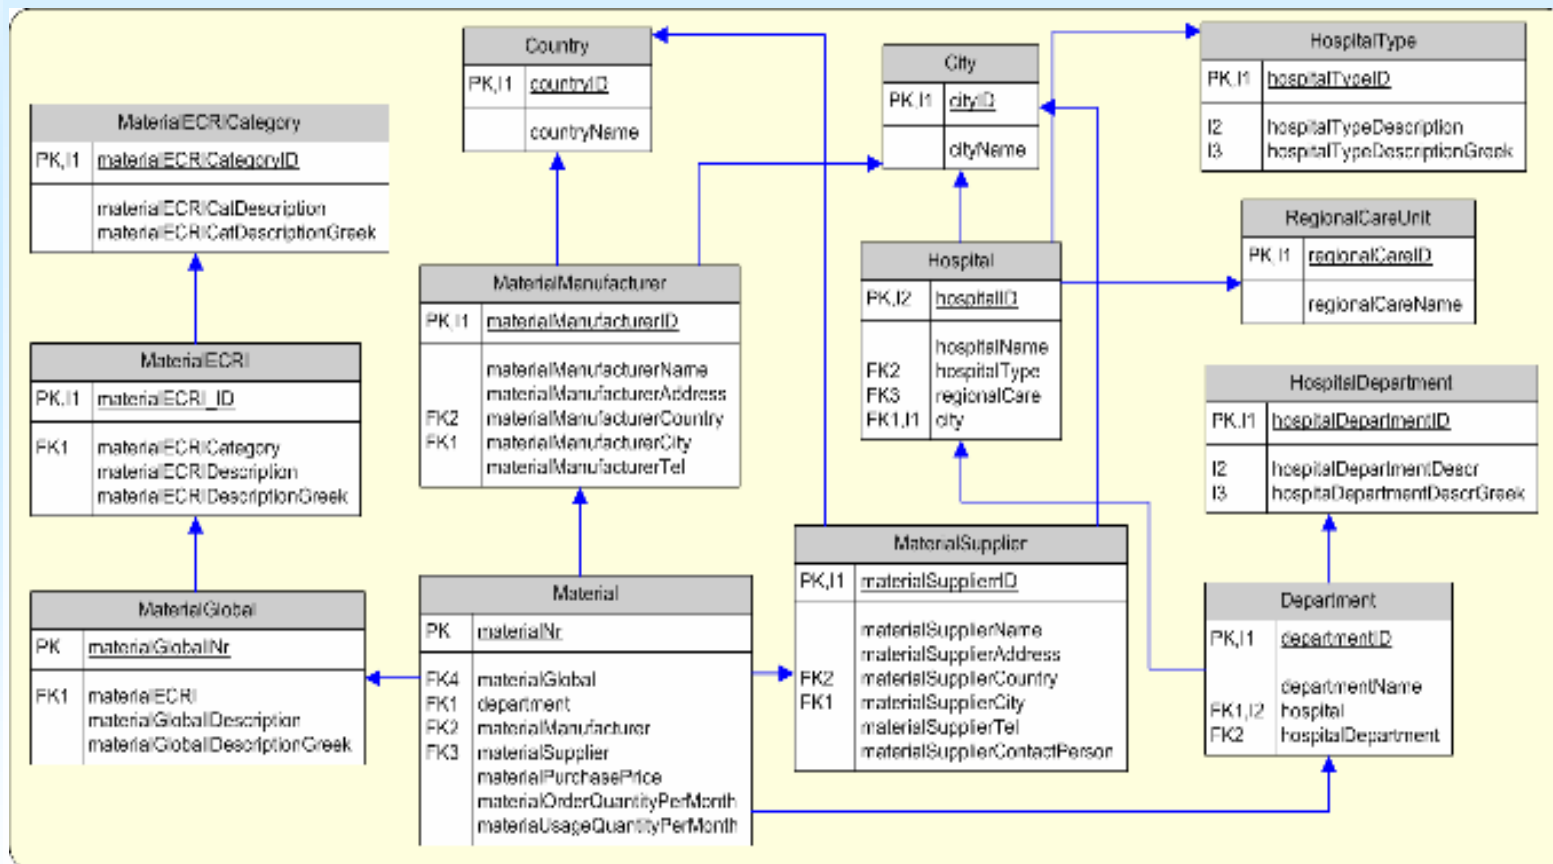 Country
PK,I1 countryID
countryName
City
PK,I1 cityID
cityName
HospitalType
PK,I1 hospitalTypeID
I2 hospitalTypeDescription
I3 hospitalTypeDescriptionGreek
MaterialECRICategory
PK,I1 materialECRICategoryID
materialECRICatDescription
materialECRICatDescriptionGreek
RegionalCareUnit
PK,I1 regionalCareID
regionalCareName
MaterialManufacturer
PK,I1 materialManufacturerID
materialManufacturerName
materialManufacturerAddress
FK2 materialManufacturerCountry
FK1 materialManufacturerCity
materialManufacturerTel
Hospital
PK,I2 hospitalID
hospitalName
FK2 hospitalType
FK3 regionalCare
FK1,I1 city
MaterialECRI
PK,I1 materialECRI_ID
FK1 materialECRICategory
materialECRIDescription
materialECRIDescriptionGreek
HospitalDepartment
PK,I1 hospitalDepartmentID
I2 hospitalDepartmentDescr
I3 hospitaDepartmentDescrGreek
MaterialGlobal
PK materialGlobalNr
FK1 materialECRI
materialGlobalDescription
materialGlobalDescriptionGreek
Material
PK materialNr
FK4 materialGlobal
FK1 department
FK2 materialManufacturer
FK3 materialSupplier
materialPurchasePrice
materialOrderQuantityPerMonth
materiaUsageQuantityPerMonth
MaterialSupplier
PK,I1 materialSupplierrID
materialSupplierName
materialSupplierAddress
FK2 materialSupplierCountry
FK1 materialSupplierCity
materialSupplierTel
materialSupplierContactPerson
Department
PK,I1 departmentID
departmentName
FK1,I2 hospital
FK2 hospitalDepartment